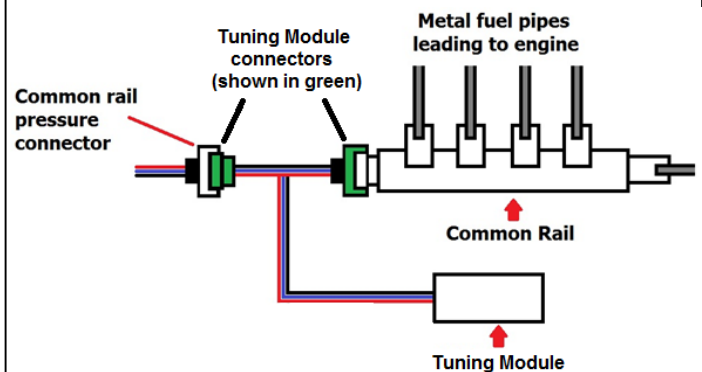 Metal fuel pipes
leading to engine
Tuning Module
connectors
(shown in green)
Common rail
pressure
connector
Common Rail
Tuning Module